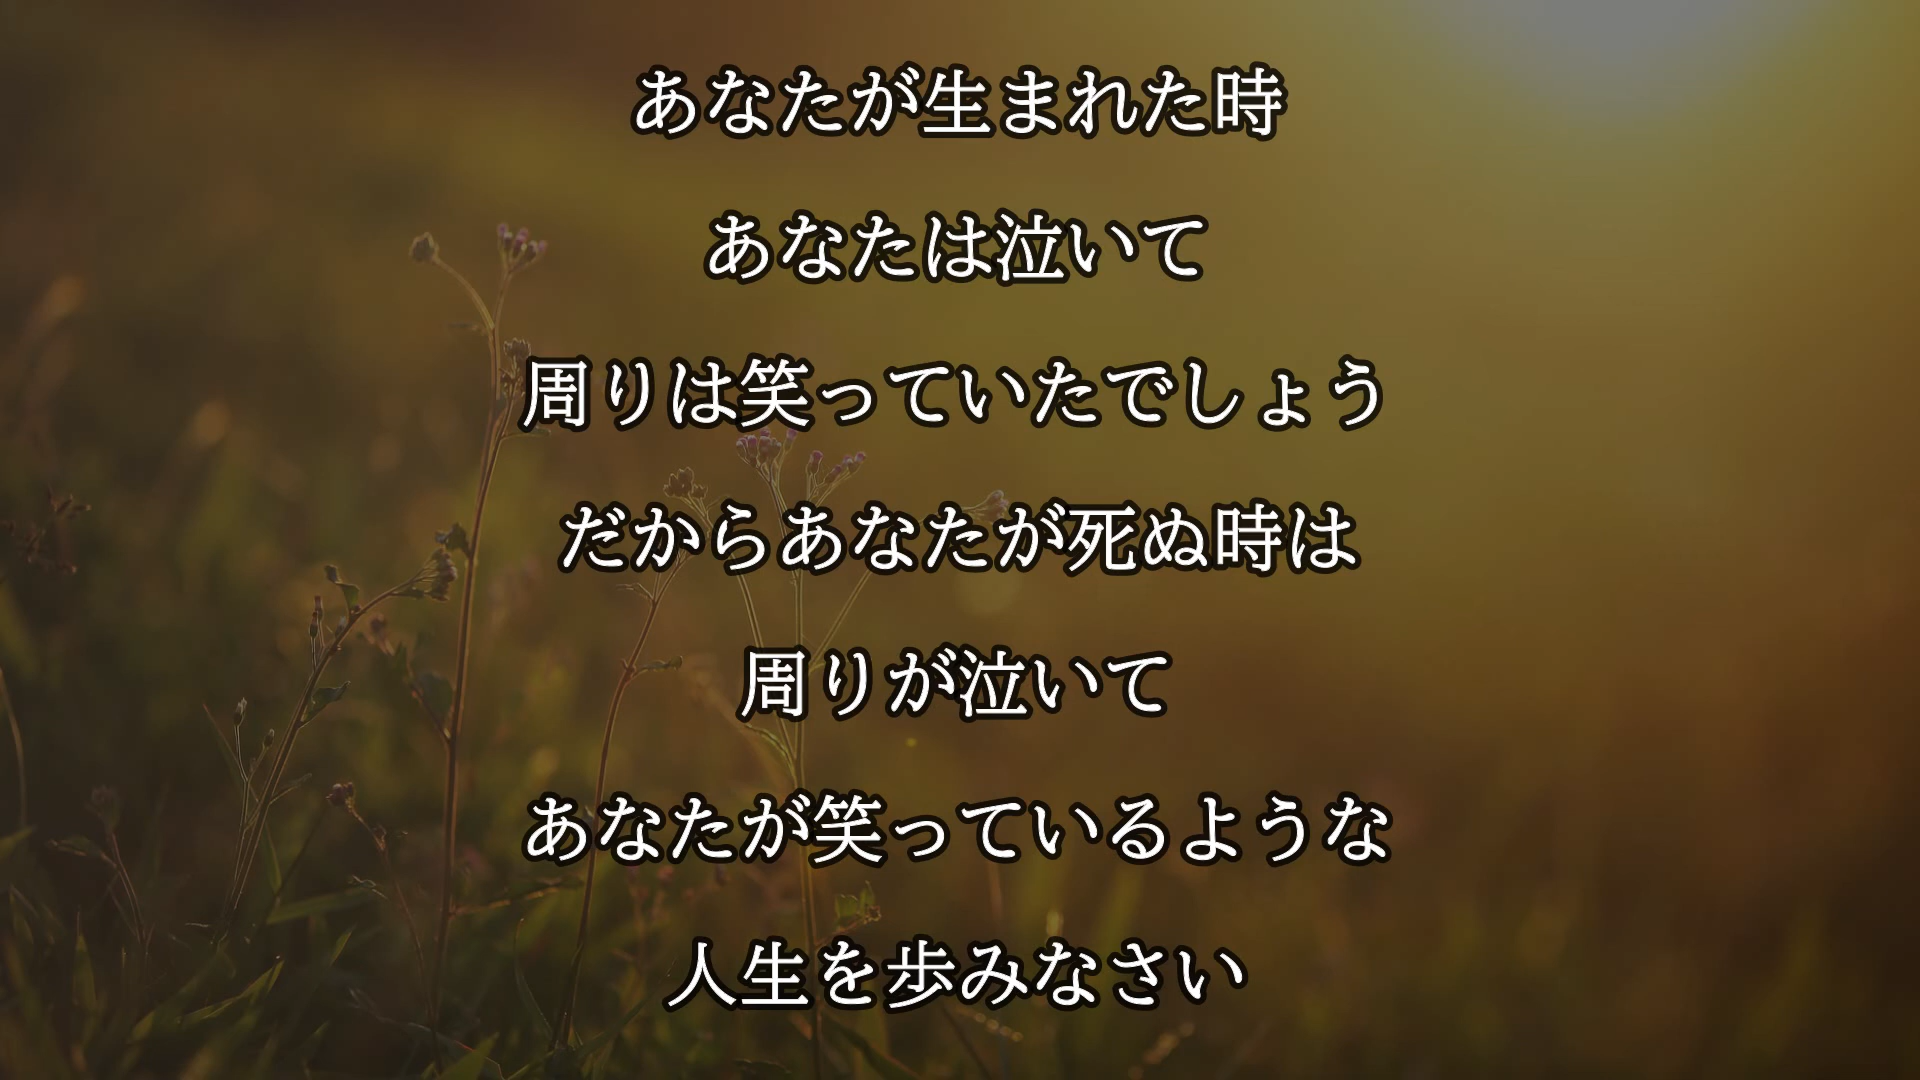 あなたが生まれた時
あなたは泣いて
周りは笑っていたでしょう
だからあなたが死ぬ時は
周りが泣いて
あなたが笑っているような
人生を歩みなさい